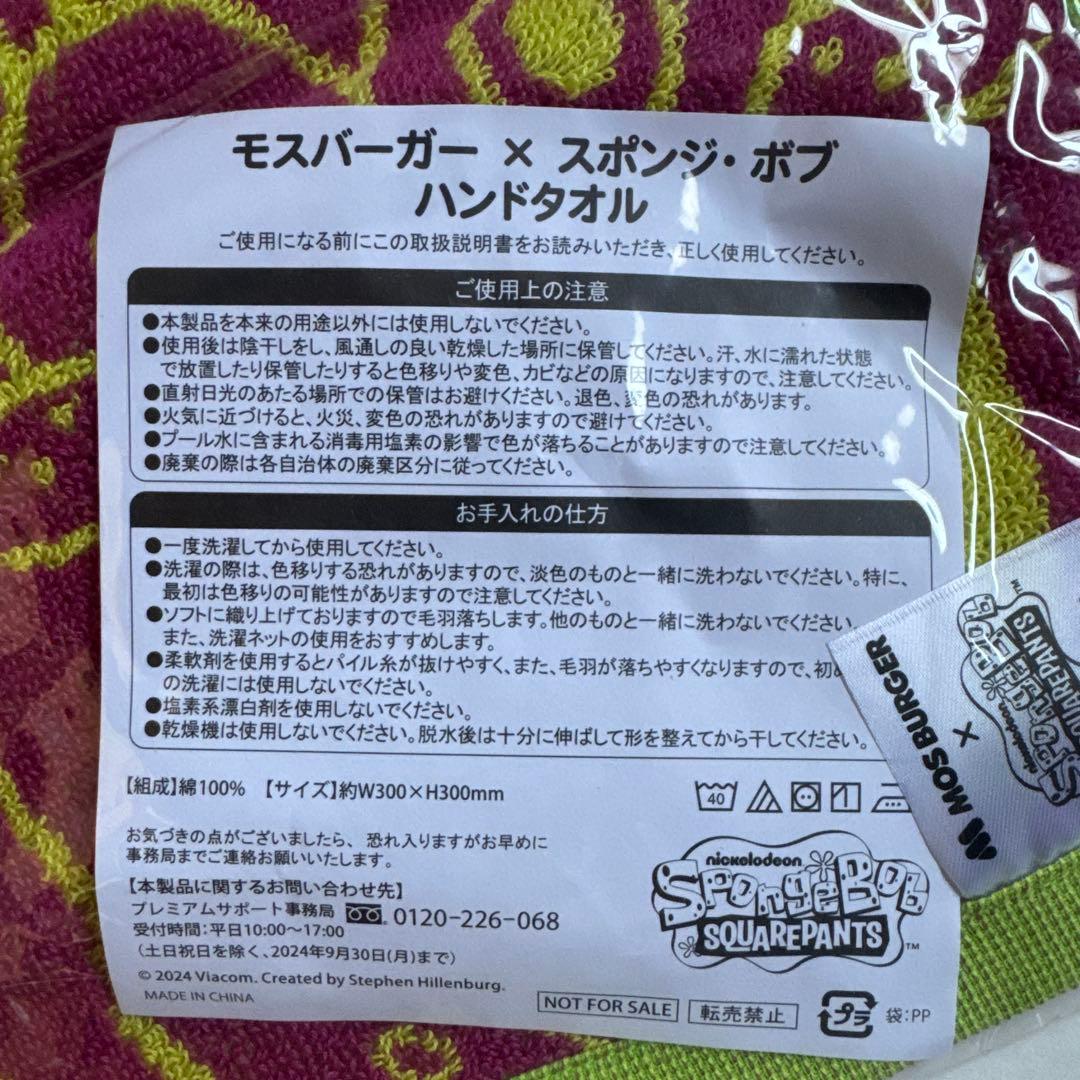 モスバーガー × スポンジ・ボブ
ハンドタオル
ご使用になる前にこの取扱説明書をお読みいただき、正しく使用してください。
ご使用上の注意
●本製品を本来の用途以外には使用しないでください。
●使用後は陰干しをし、風通しの良い乾燥した場所に保管してください。汗、水に濡れた状態
で放置したり保管したりすると色移りや変色、カビなどの原因になりますので、注意してください。
●直射日光のあたる場所での保管はお避けください。退色、変色の恐れがあります。
●火気に近づけると、火災、変色の恐れがありますので避けてください。
●プール水に含まれる消毒用塩素の影響で色が落ちることがありますので注意してください。
●廃棄の際は各自治体の廃棄区分に従ってください。
お手入れの仕方
●一度洗濯してから使用してください。
●洗濯の際は、色移りする恐れがありますので、淡色のものと一緒に洗わないでください。特に、
最初は色移りの可能性がありますので注意してください。
●ソフトに織り上げておりますので毛羽落ちします。他のものと一緒に洗わないでください。
また、洗濯ネットの使用をおすすめします。
●柔軟剤を使用するとパイル糸が抜けやすく、また、毛羽が落ちやすくなりますので、初め
の洗濯には使用しないでください。
●塩素系漂白剤を使用しないでください。
●乾燥機は使用しないでください。脱水後は十分に伸ばして形を整えてから干してください。
【組成】綿100% 【サイズ】約W300×H300mm
40
お気づきの点がございましたら、恐れ入りますがお早めに
事務局までご連絡お願いいたします。
【本製品に関するお問い合わせ先】
プレミアムサポート事務局 0120-226-068
受付時間:平日10:00~17:00
(土日祝日を除く、2024年9月30日(月)まで)
© 2024 Viacom. Created by Stephen Hillenburg.
MADE IN CHINA
nickelodeon
SpongeBob
SQUAREPANTS™
NOT FOR SALE
転売禁止
プラ
袋:PP
MOS BURGER
×
nickelodeon
SpongeBob
SQUAREPANTS™